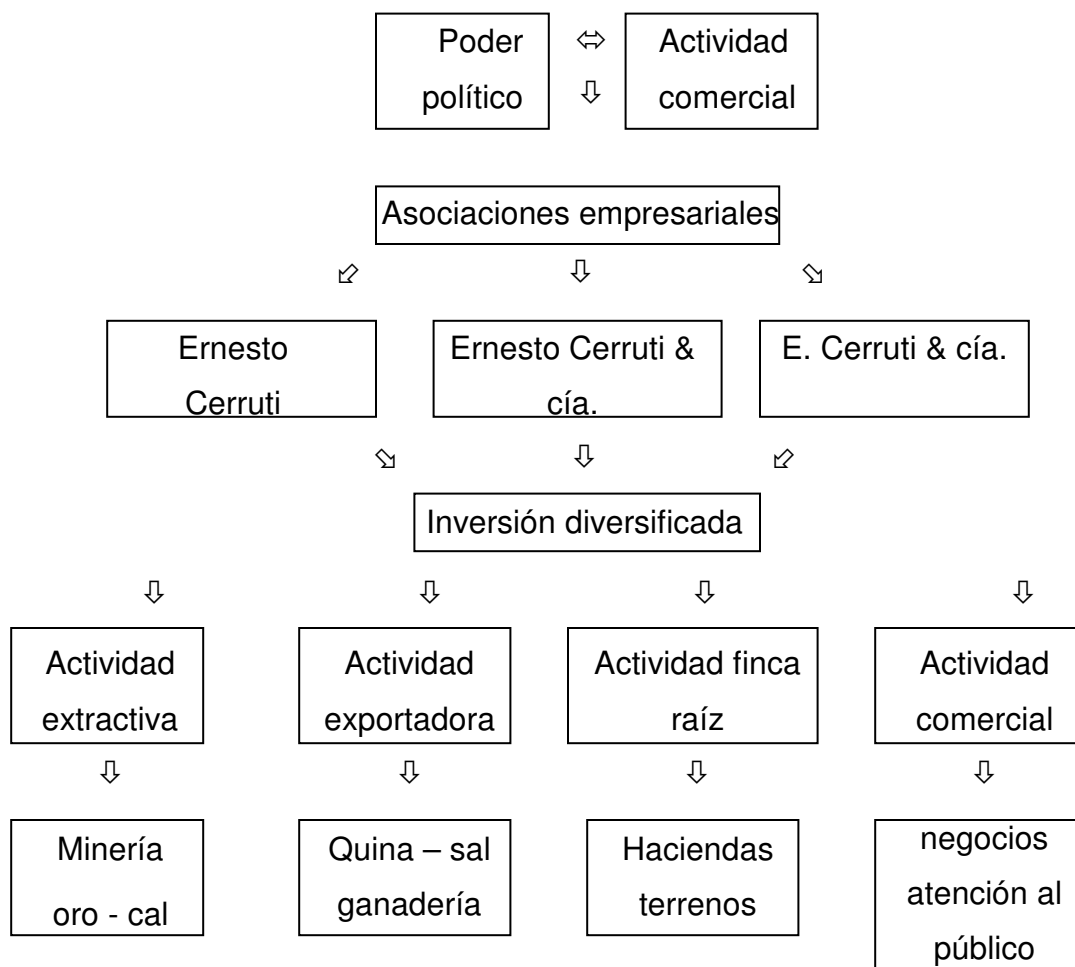 Poder
político
⇔
⇩
Actividad
comercial
Asociaciones empresariales
Ernesto
Cerruti
Ernesto Cerruti &
cía.
E. Cerruti & cía.
Inversión diversificada
Actividad
extractiva
Actividad
exportadora
Actividad finca
raíz
Actividad
comercial
Minería
oro - cal
Quina – sal
ganadería
Haciendas
terrenos
negocios
atención al
público